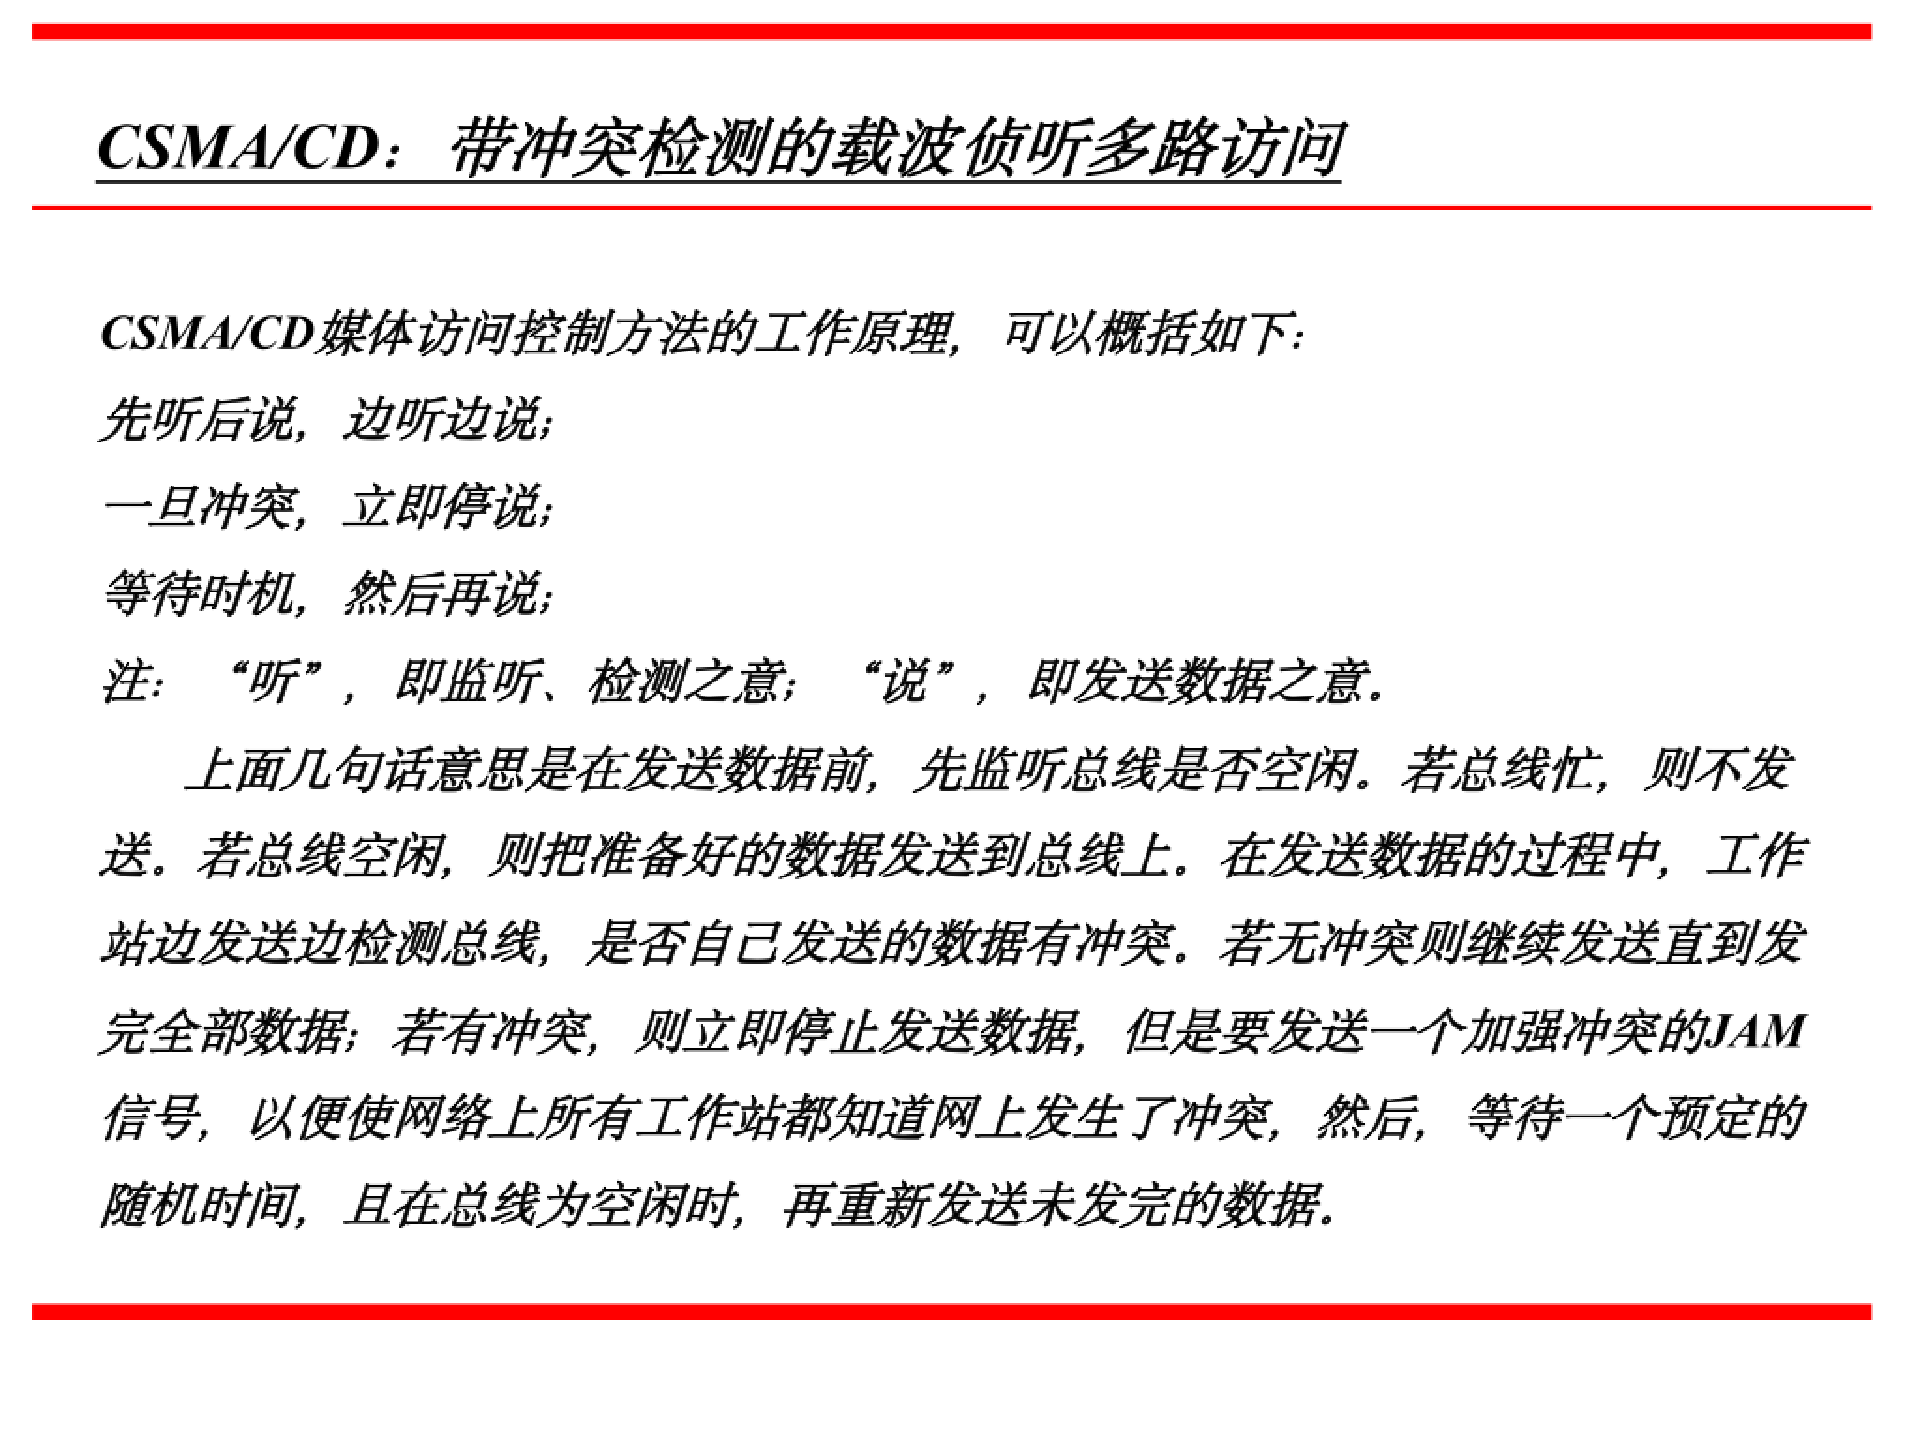 CSMA/CD：带冲突检测的载波侦听多路访问
CSMA/CD媒体访问控制方法的工作原理，可以概括如下：
先听后说，边听边说；
一旦冲突，立即停说；
等待时机，然后再说；
注：“听”，即监听、检测之意；“说”，即发送数据之意。
上面几句话意思是在发送数据前，先监听总线是否空闲。若总线忙，则不发
送。若总线空闲，则把准备好的数据发送到总线上。在发送数据的过程中，工作
站边发送边检测总线，是否自己发送的数据有冲突。若无冲突则继续发送直到发
完全部数据；若有冲突，则立即停止发送数据，但是要发送一个加强冲突的JAM
信号，以便使网络上所有工作站都知道网上发生了冲突，然后，等待一个预定的
随机时间，且在总线为空闲时，再重新发送未发完的数据。